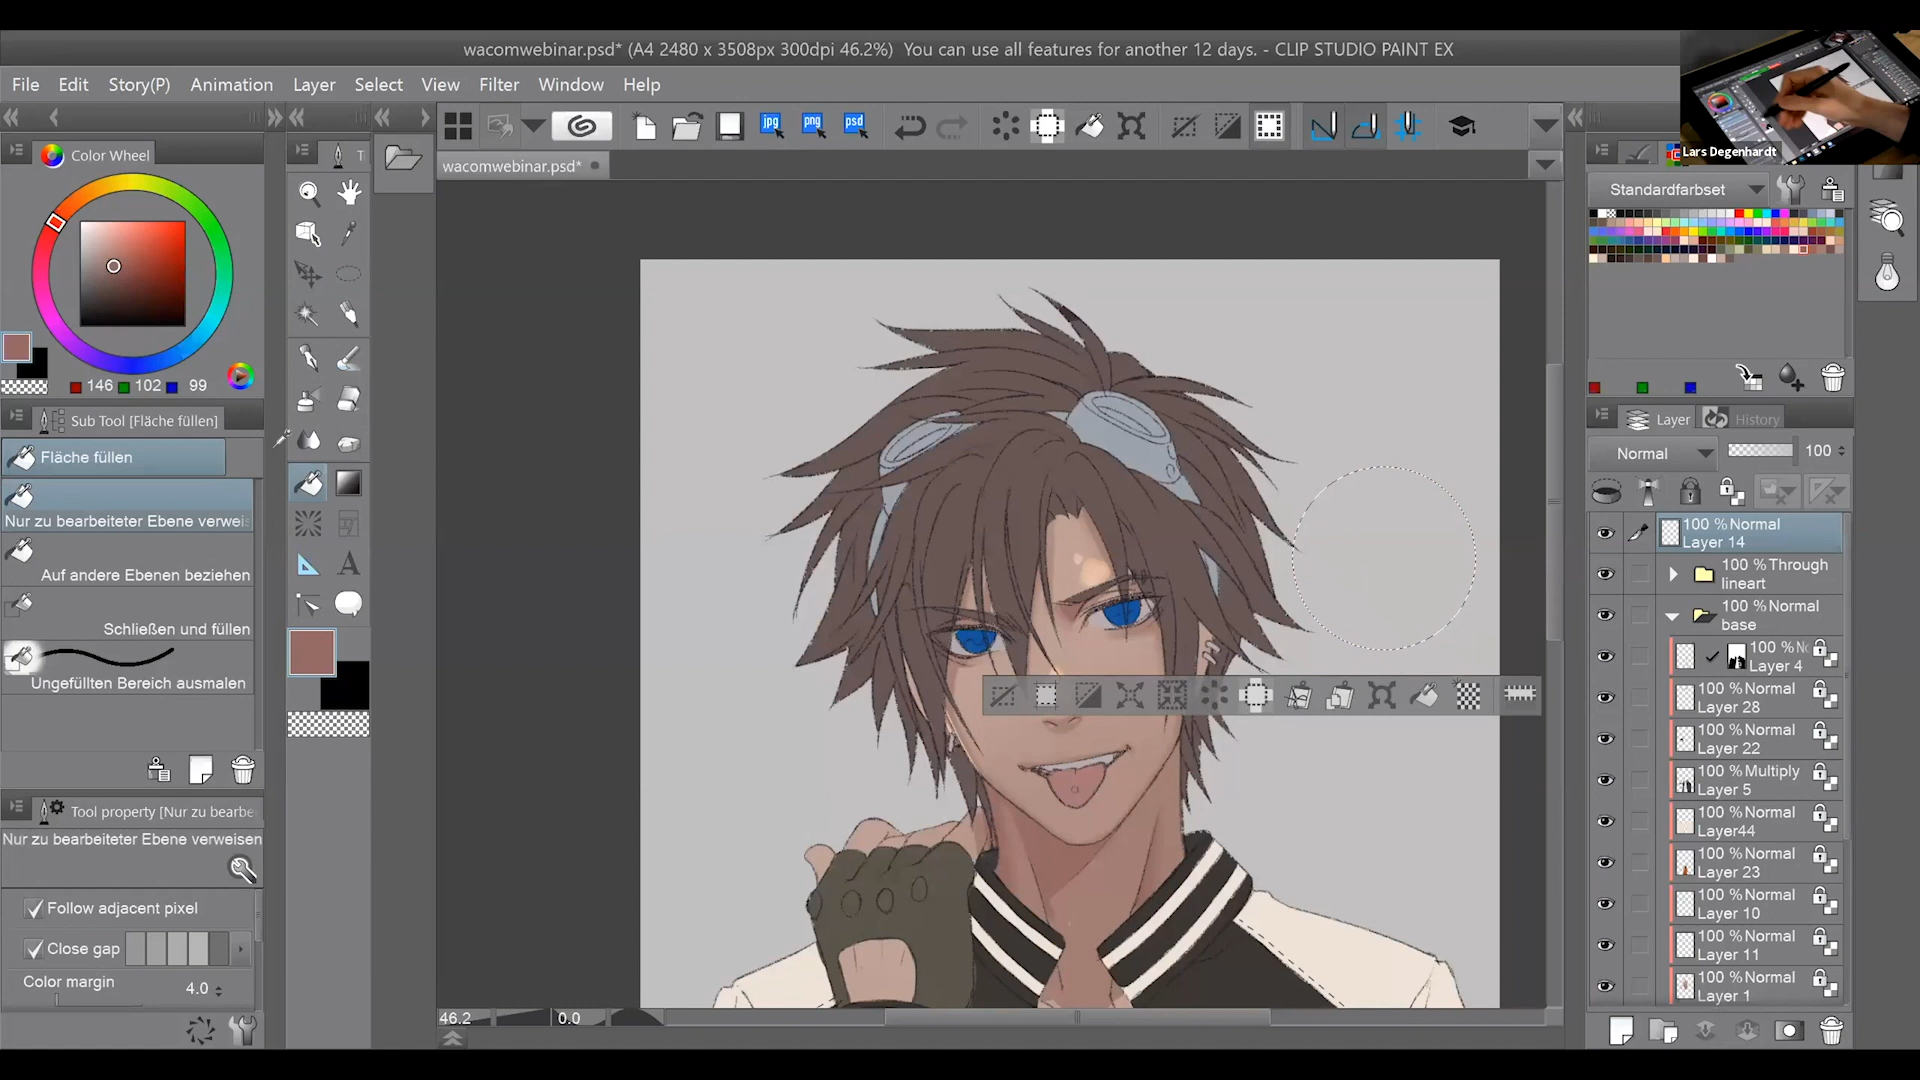 wacomwebinar.psd* (A4 2480 x 3508px 300dpi 46.2%)  You can use all features for another 12 days. - CLIP STUDIO PAINT EX
File Edit Story(P) Animation Layer Select View Filter Window Help
jpg png psd
Lars Degenhardt
Color Wheel
T
wacomwebinar.psd*
Standardfarbset
146 102 99
Sub Tool [Fläche füllen]
Fläche füllen
Nur zu bearbeiteter Ebene verweis
Auf andere Ebenen beziehen
Schließen und füllen
Ungefüllten Bereich ausmalen
A
Tool property [Nur zu bearbe
Nur zu bearbeiteter Ebene verweisen
Follow adjacent pixel
Close gap
Color margin 4.0
46.2 0.0
Layer History
Normal 100
100 % Normal
Layer 14
100 % Through
lineart
100 % Normal
base
100 % N
Layer 4
100 % Normal
Layer 28
100 % Normal
Layer 22
100 % Multiply
Layer 5
100 % Normal
Layer44
100 % Normal
Layer 23
100 % Normal
Layer 10
100 % Normal
Layer 11
100 % Normal
Layer 1